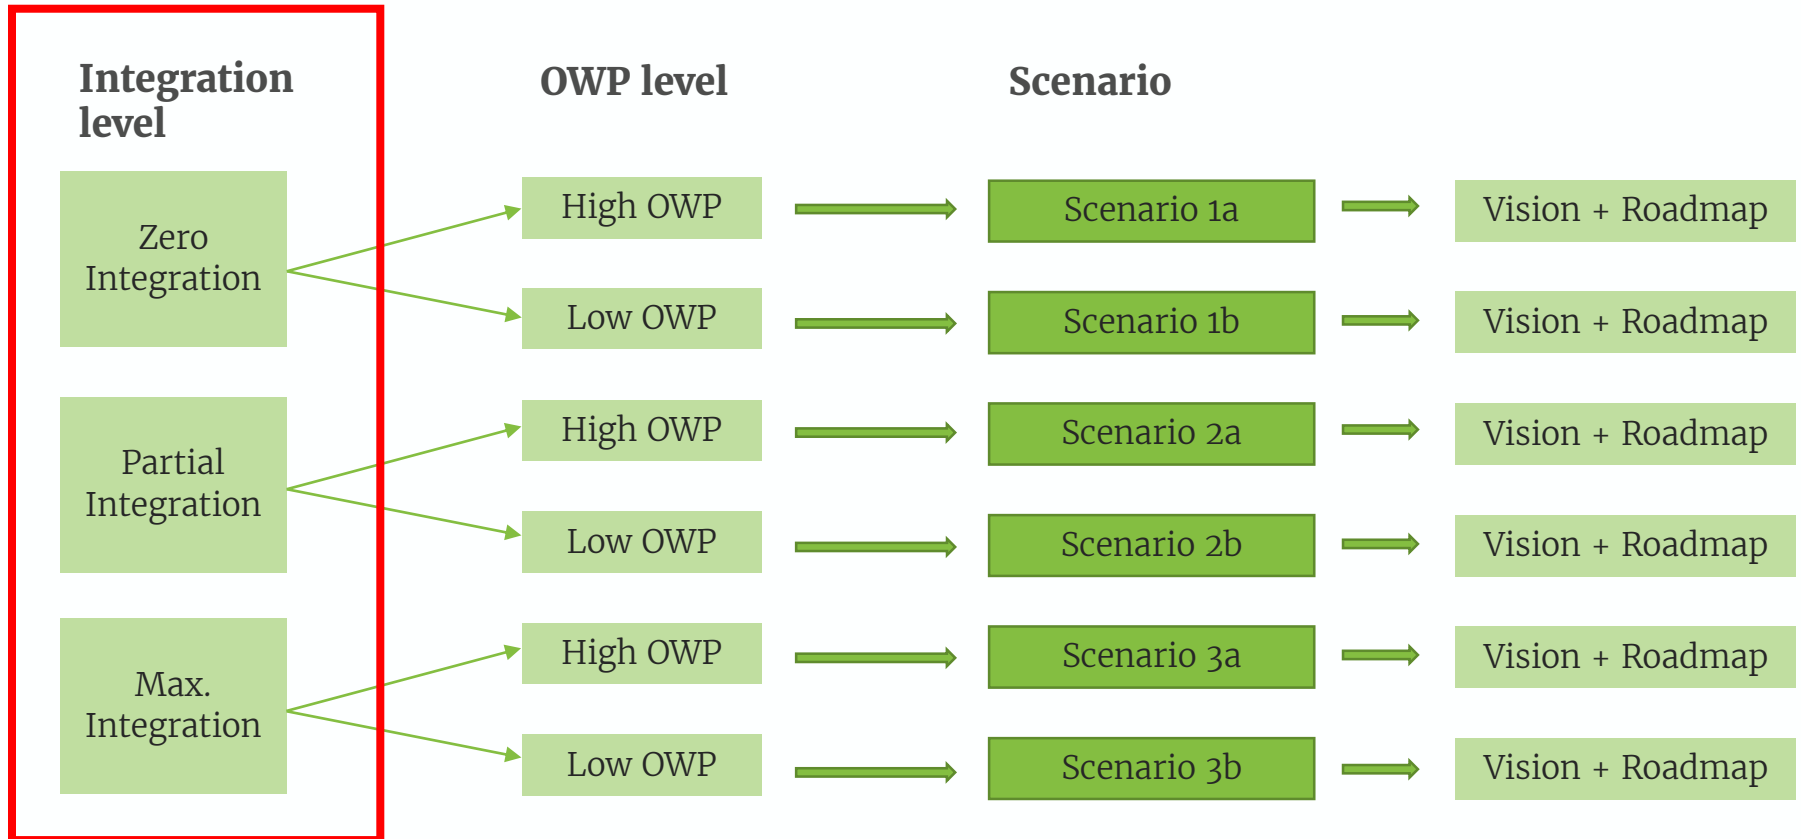 Integration
level
OWP level
Scenario
Zero
Integration
High OWP
Scenario 1a
Vision + Roadmap
Low OWP
Scenario 1b
Vision + Roadmap
Partial
Integration
High OWP
Scenario 2a
Vision + Roadmap
Low OWP
Scenario 2b
Vision + Roadmap
Max.
Integration
High OWP
Scenario 3a
Vision + Roadmap
Low OWP
Scenario 3b
Vision + Roadmap